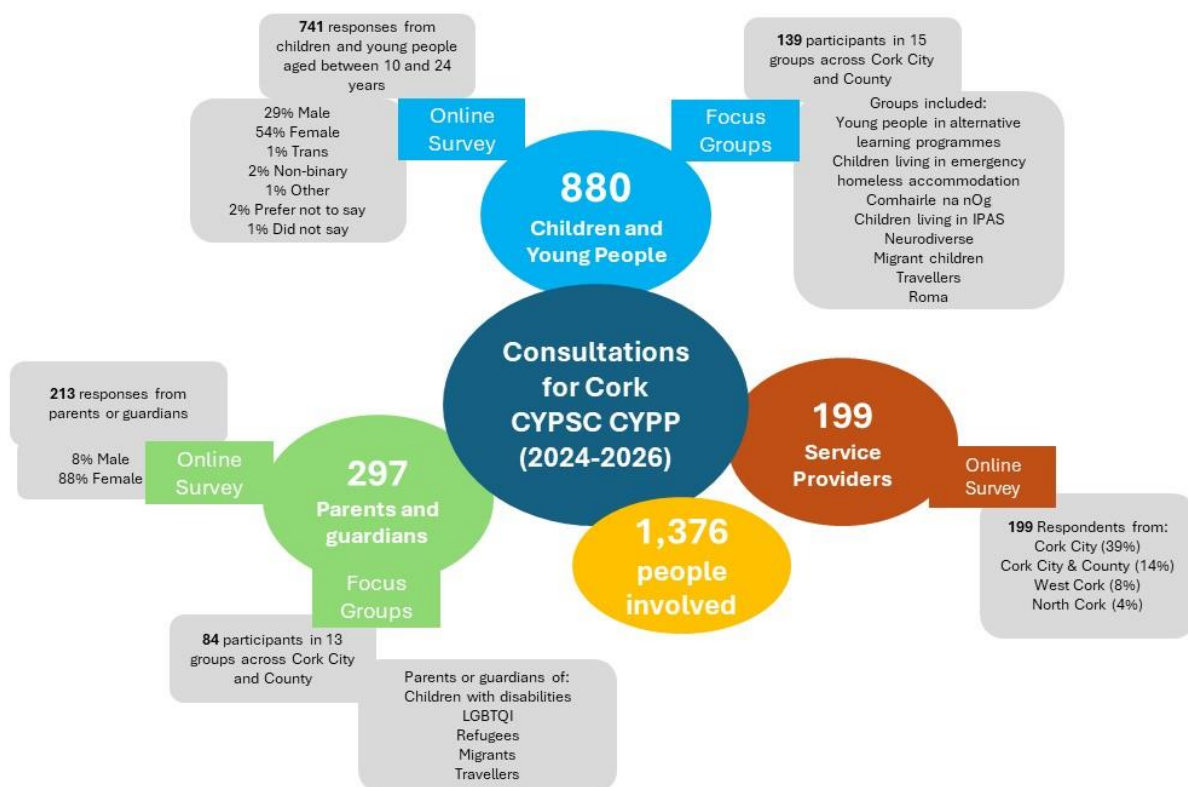 741 responses from
children and young people
aged between 10 and 24
years
29% Male
54% Female
1% Trans
2% Non-binary
1% Other
2% Prefer not to say
1% Did not say
Online
Survey
880
Children and
Young People
Focus
Groups
139 participants in 15
groups across Cork City
and County
Groups included:
Young people in alternative
learning programmes
Children living in emergency
homeless accommodation
Comhairle na nOg
Children living in IPAS
Neurodiverse
Migrant children
Travellers
Roma
Consultations
for Cork
CYPSC CYPP
(2024-2026)
213 responses from
parents or guardians
8% Male
88% Female
Online
Survey
297
Parents and
guardians
Focus
Groups
84 participants in 13
groups across Cork City
and County
Parents or guardians of:
Children with disabilities
LGBTQI
Refugees
Migrants
Travellers
1,376
people
involved
199
Service
Providers
Online
Survey
199 Respondents from:
Cork City (39%)
Cork City & County (14%)
West Cork (8%)
North Cork (4%)